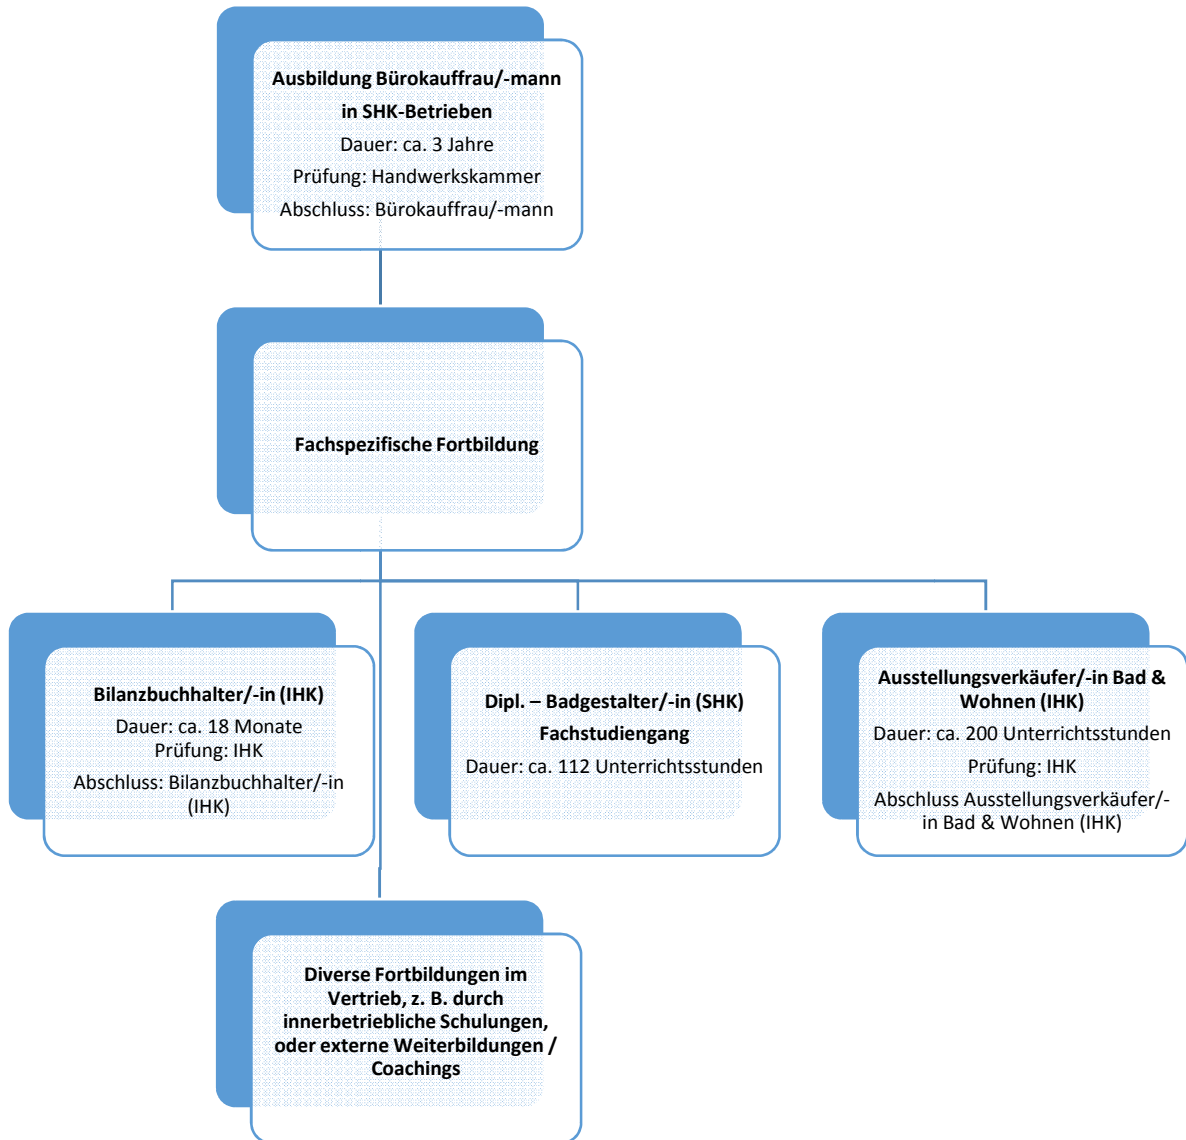 Ausbildung Bürokauffrau/-mann
in SHK-Betrieben
Dauer: ca. 3 Jahre
Prüfung: Handwerkskammer
Abschluss: Bürokauffrau/-mann
Fachspezifische Fortbildung
Bilanzbuchhalter/-in (IHK)
Dauer: ca. 18 Monate
Prüfung: IHK
Abschluss: Bilanzbuchhalter/-in
(IHK)
Dipl. – Badgestalter/-in (SHK)
Fachstudiengang
Dauer: ca. 112 Unterrichtsstunden
Ausstellungsverkäufer/-in Bad &
Wohnen (IHK)
Dauer: ca. 200 Unterrichtsstunden
Prüfung: IHK
Abschluss Ausstellungsverkäufer/-
in Bad & Wohnen (IHK)
Diverse Fortbildungen im
Vertrieb, z. B. durch
innerbetriebliche Schulungen,
oder externe Weiterbildungen /
Coachings